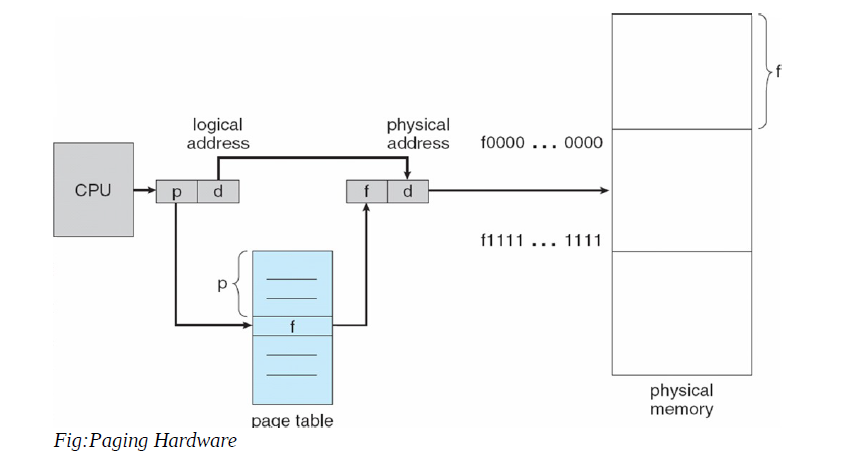 f
logical
address
physical
address
f0000 ... 0000
CPU
p d
f d
f1111 ... 1111
p
f
physical
memory
page table
Fig:Paging Hardware